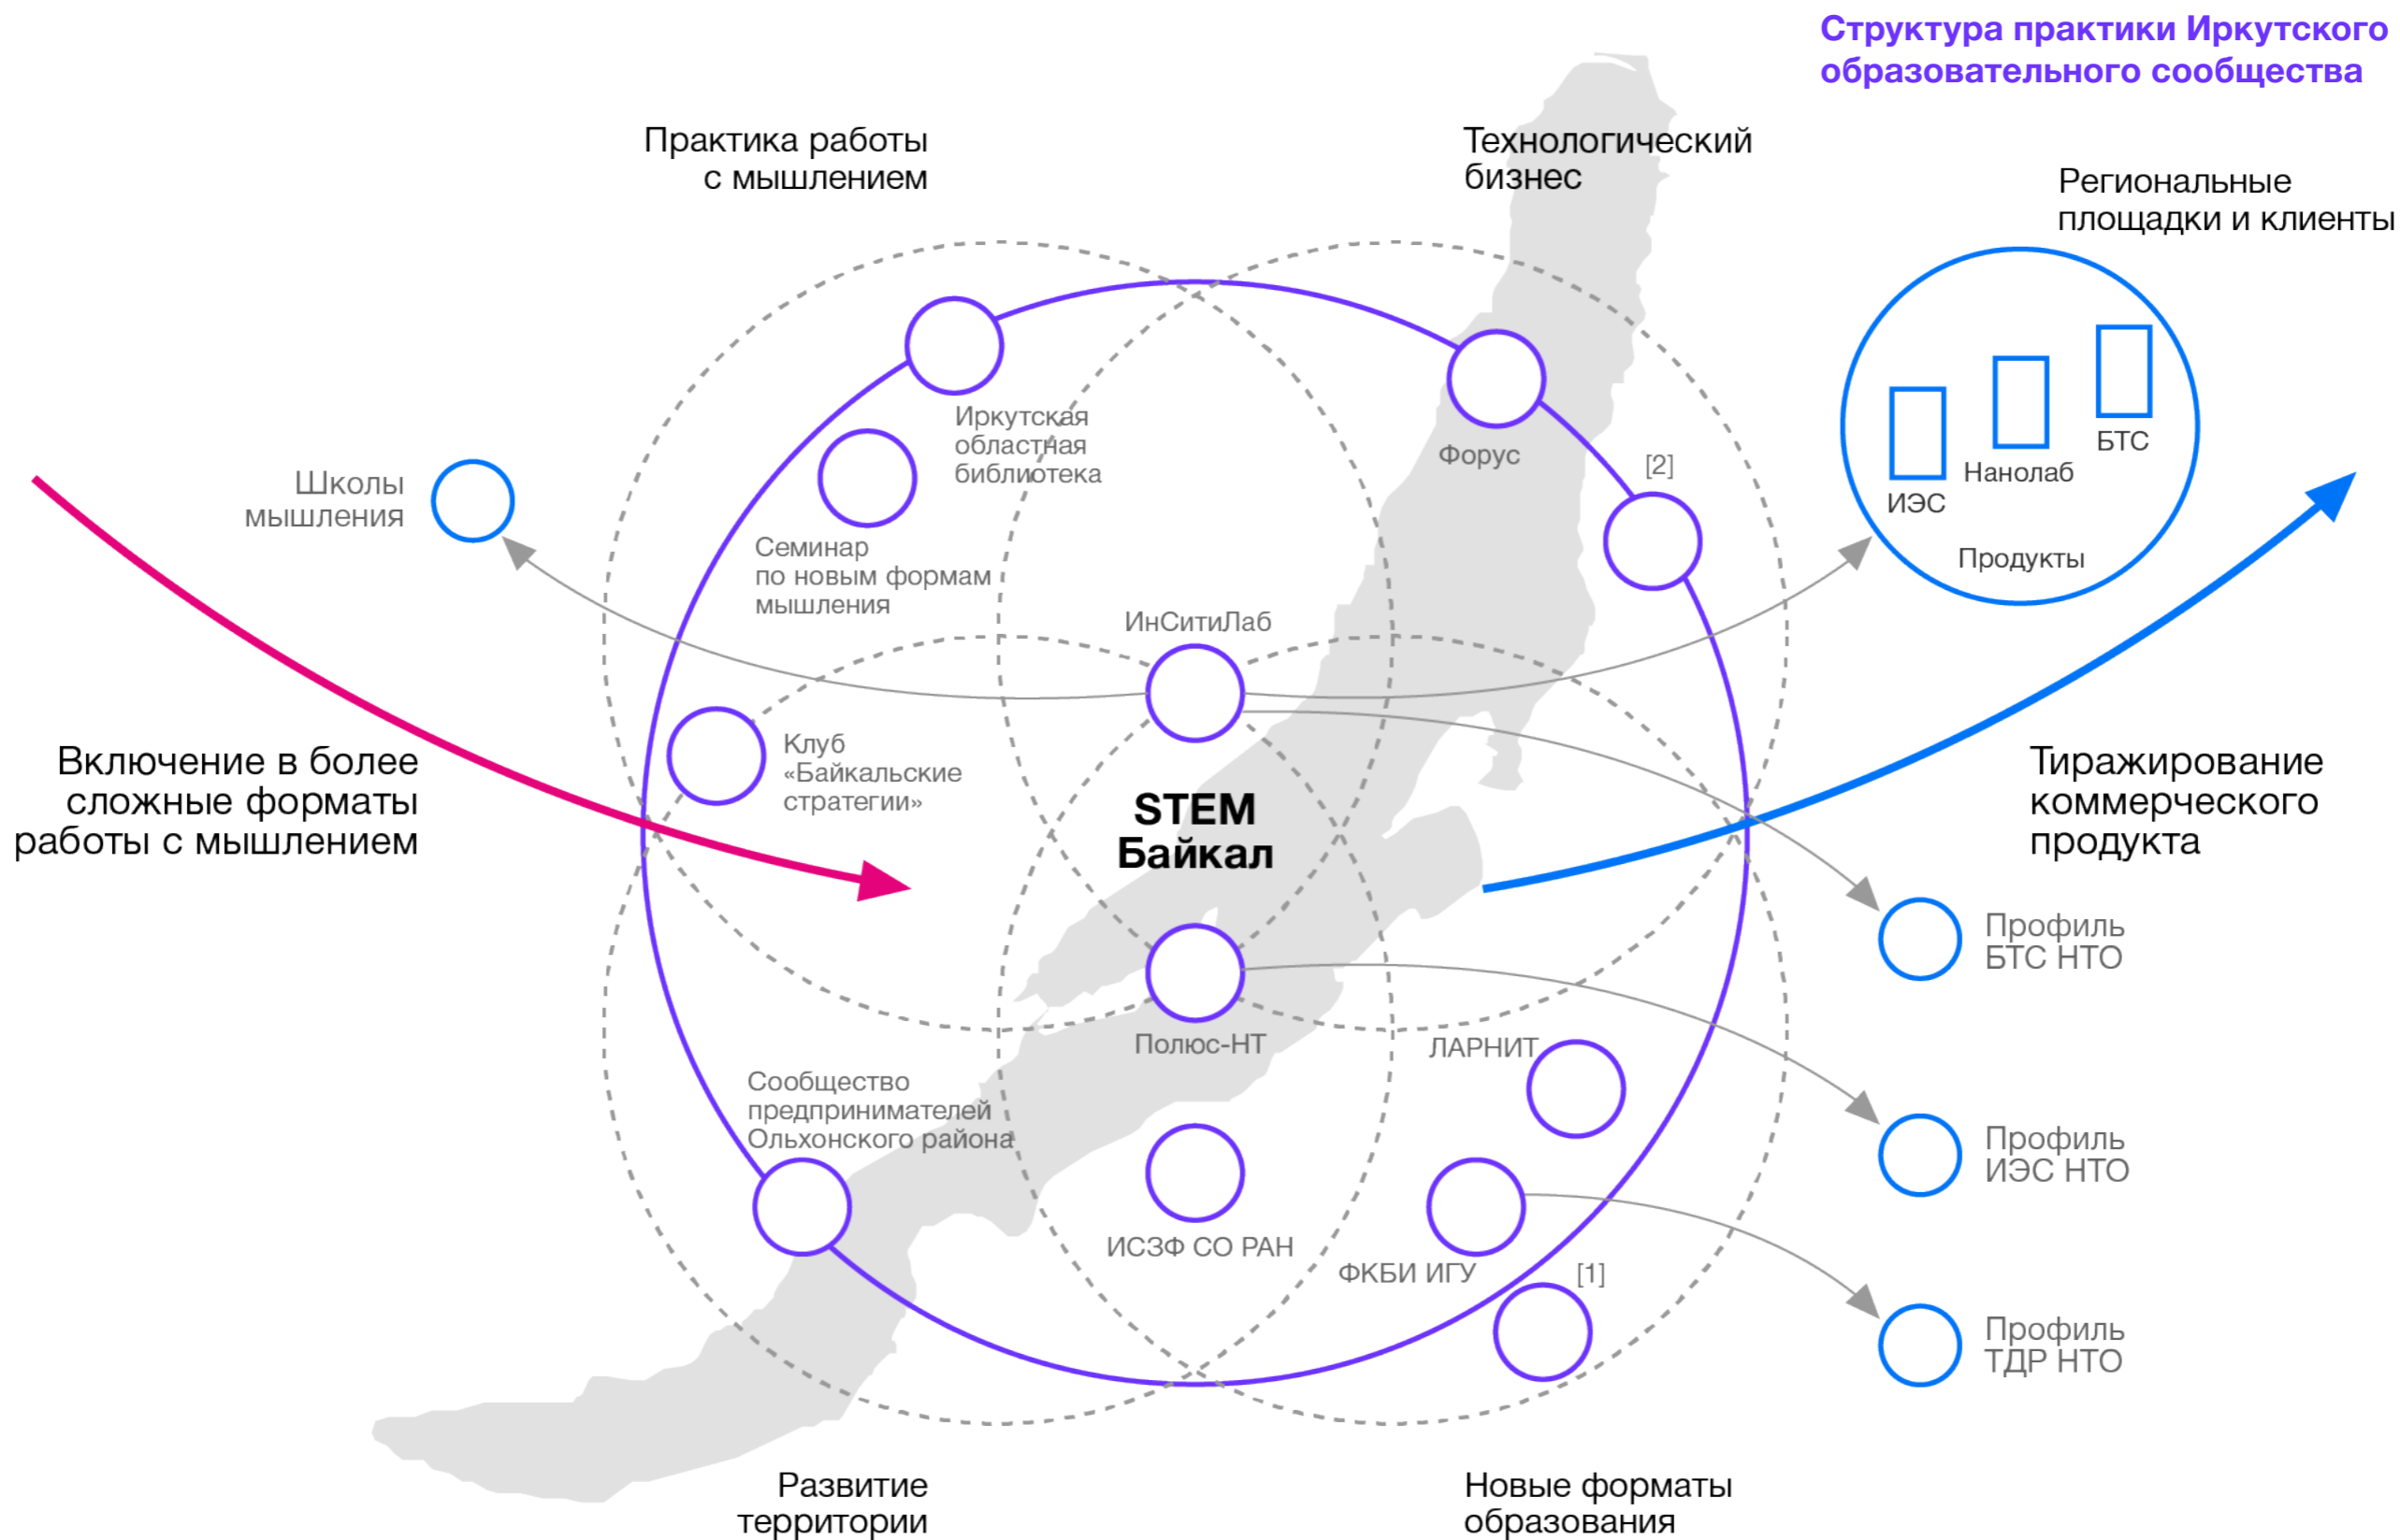 Структура практики Иркутского
образовательного сообщества
Практика работы
с мышлением
Технологический
бизнес
Региональные
площадки и клиенты
Иркутская
областная
библиотека
Форус
[2]
БТС
Нанолаб
ИЭС
Продукты
Школы
мышления
Семинар
по новым формам
мышления
ИнСитиЛаб
Включение в более
сложные форматы
работы с мышлением
Клуб
«Байкальские
стратегии»
STEM
Байкал
Тиражирование
коммерческого
продукта
Профиль
БТС НТО
Полюс-НТ
ЛАРНИТ
Сообщество
предпринимателей
Ольхонского района
Профиль
ИЭС НТО
ИСЗФ СО РАН
ФКБИ ИГУ
[1]
Профиль
ТДР НТО
Развитие
территории
Новые форматы
образования